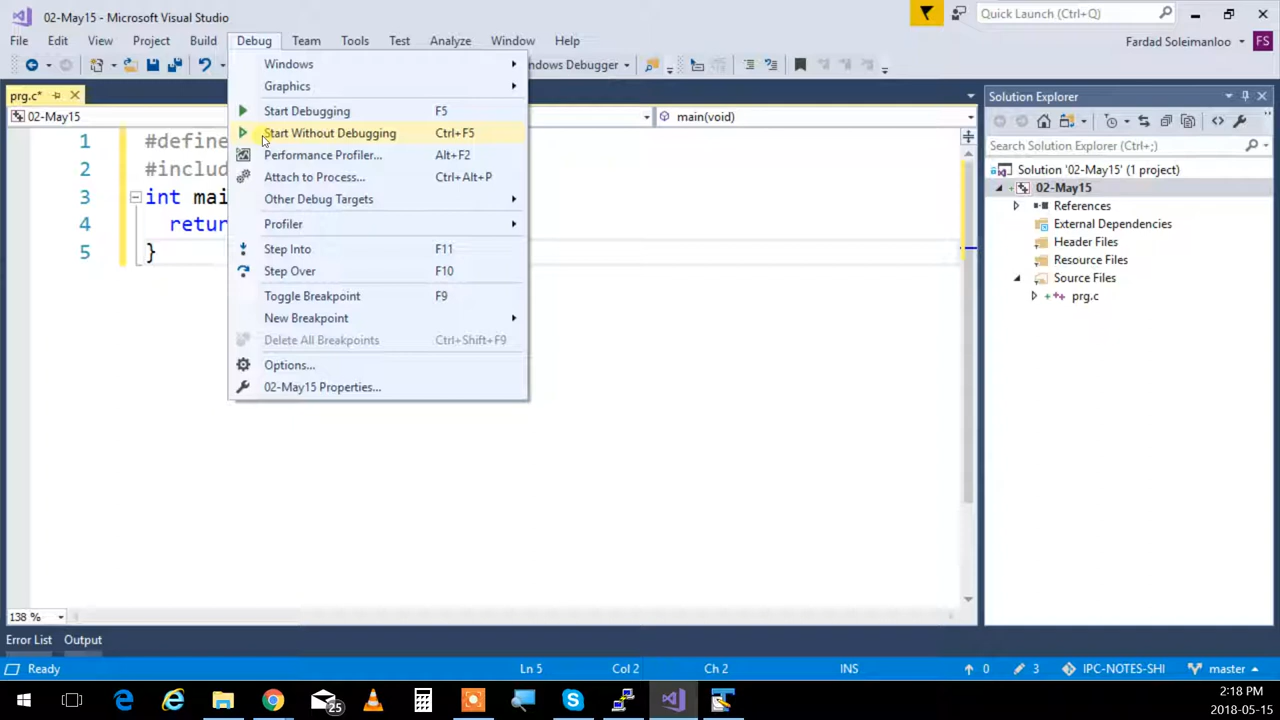 02-May15 - Microsoft Visual Studio
Quick Launch (Ctrl+Q)
File Edit View Project Build Debug Team Tools Test Analyze Window Help
Fardad Soleimanloo FS
ndows Debugger
prg.c*
02-May15
main(void)
1 #define
2 #includ
3 int mai
4 retur
5 }
Windows
Graphics
Start Debugging F5
Start Without Debugging Ctrl+F5
Performance Profiler... Alt+F2
Attach to Process... Ctrl+Alt+P
Other Debug Targets
Profiler
Step Into F11
Step Over F10
Toggle Breakpoint F9
New Breakpoint
Delete All Breakpoints Ctrl+Shift+F9
Options...
02-May15 Properties...
Solution Explorer
Search Solution Explorer (Ctrl+;)
Solution '02-May15' (1 project)
02-May15
References
External Dependencies
Header Files
Resource Files
Source Files
prg.c
138 %
Error List Output
Ready Ln 5 Col 2 Ch 2 INS 0 3 IPC-NOTES-SHI master
25
2:18 PM
2018-05-15